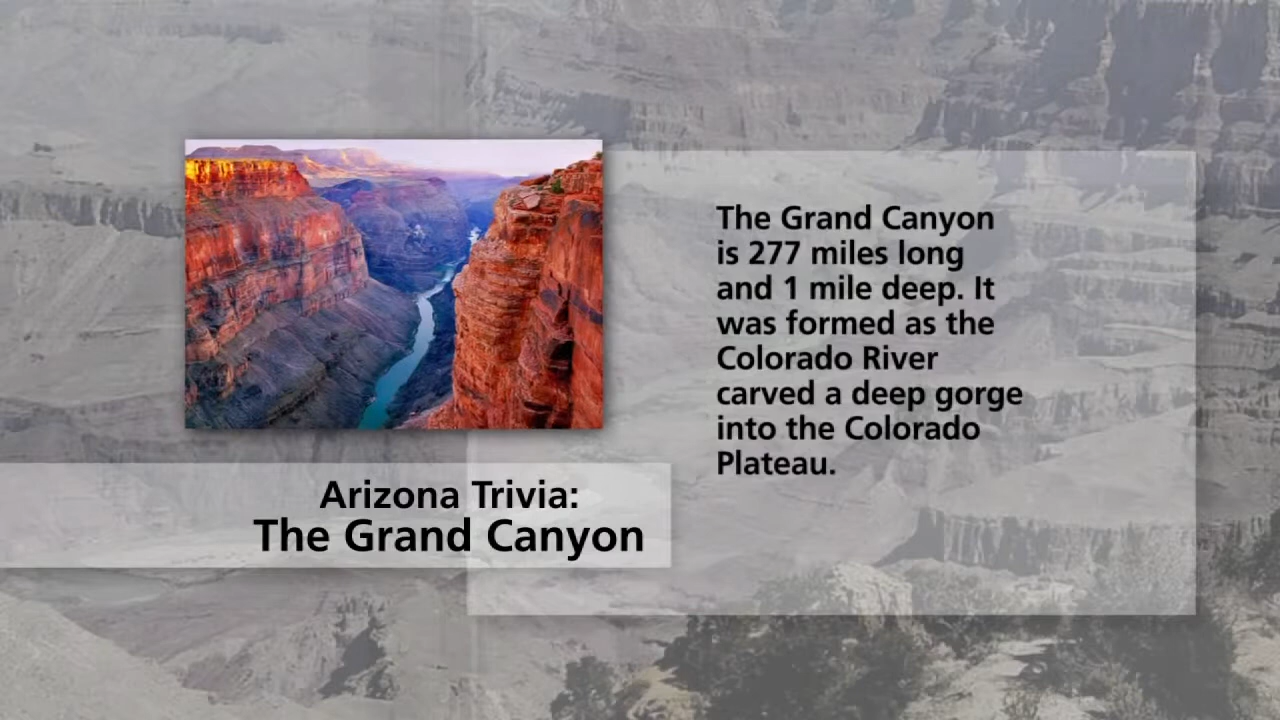 Arizona Trivia:
The Grand Canyon
The Grand Canyon
is 277 miles long
and 1 mile deep. It
was formed as the
Colorado River
carved a deep gorge
into the Colorado
Plateau.